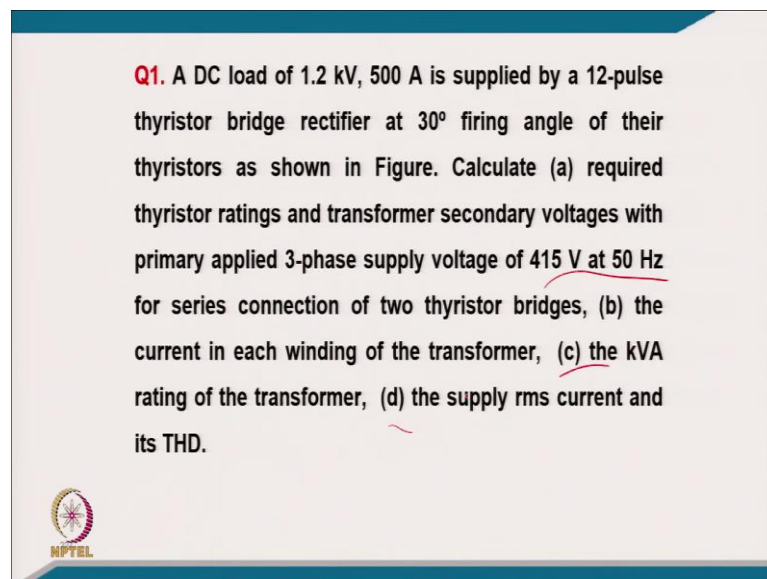 Q1. A DC load of 1.2 kV, 500 A is supplied by a 12-pulse
thyristor bridge rectifier at 30º firing angle of their
thyristors as shown in Figure. Calculate (a) required
thyristor ratings and transformer secondary voltages with
primary applied 3-phase supply voltage of 415 V at 50 Hz
for series connection of two thyristor bridges, (b) the
current in each winding of the transformer, (c) the kVA
rating of the transformer, (d) the supply rms current and
its THD.
NPTEL